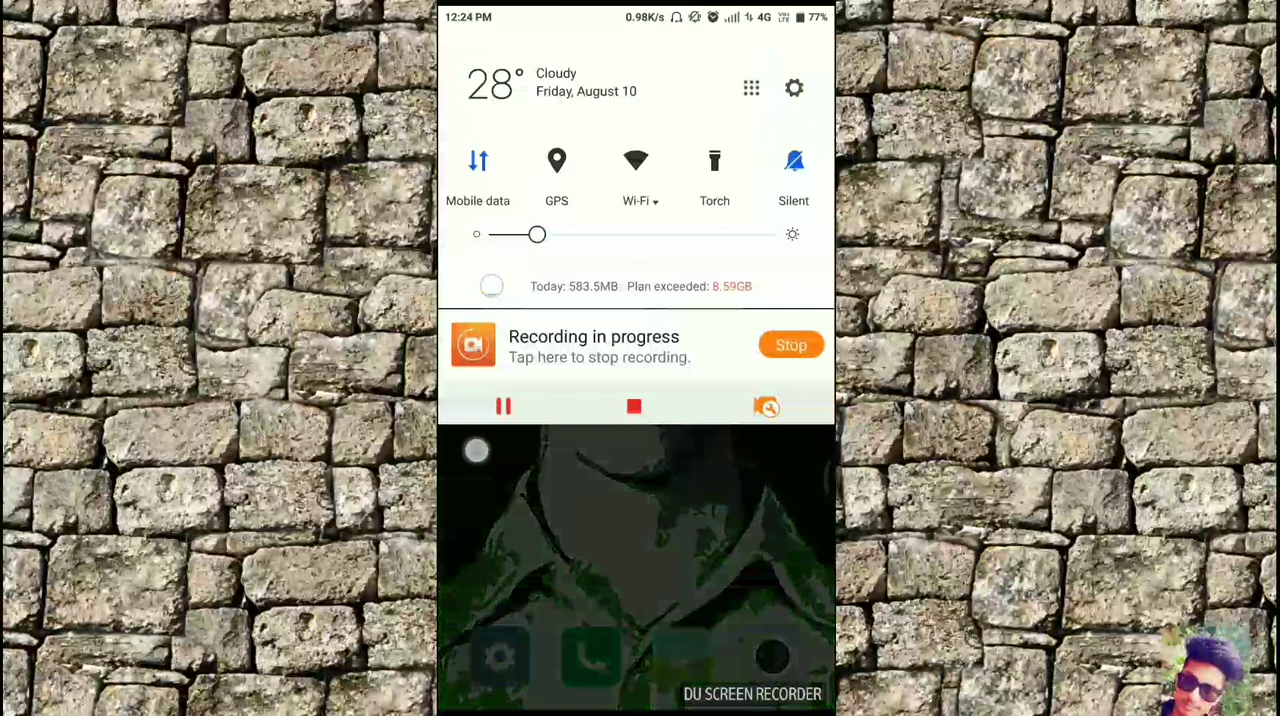 12:24 PM 0.98K/s 4G VoLTE 77%
28° Cloudy
Friday, August 10
Mobile data GPS Wi-Fi Torch Silent
Today: 583.5MB Plan exceeded: 8.59GB
Recording in progress
Tap here to stop recording.
Stop
DU SCREEN RECORDER